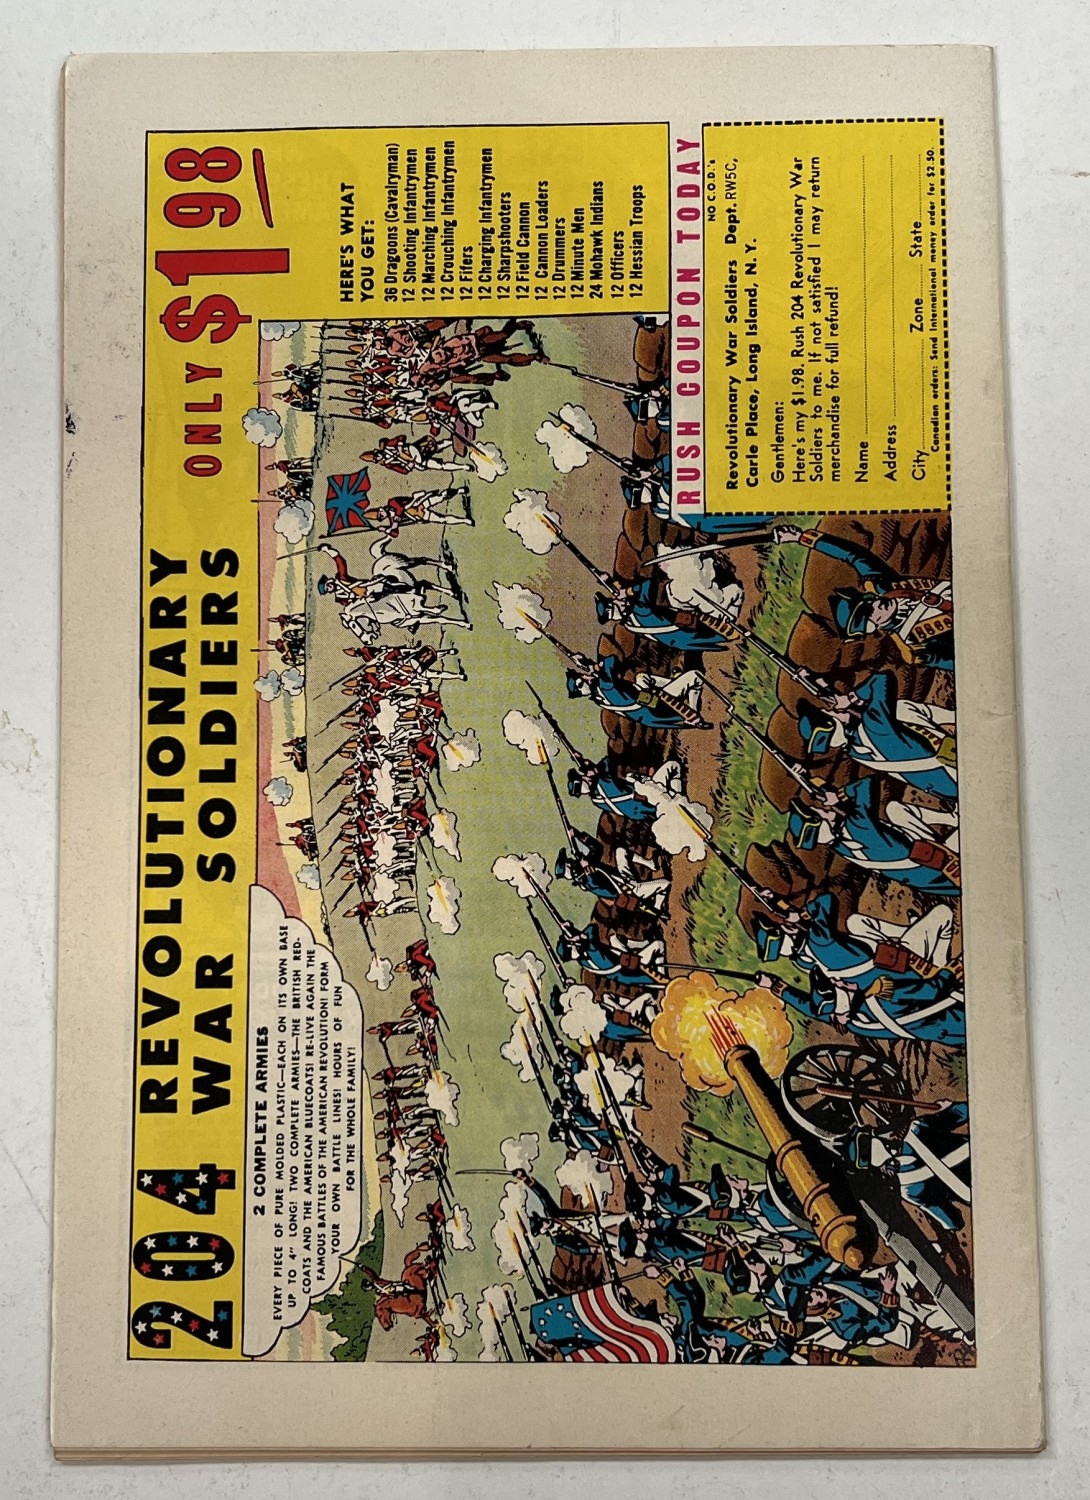 204 REVOLUTIONARY
WAR SOLDIERS
ONLY $1 98
2 COMPLETE ARMIES
EVERY PIECE OF PURE MOLDED PLASTIC—EACH ON ITS OWN BASE
UP TO 4" LONG! TWO COMPLETE ARMIES—THE BRITISH RED-
COATS AND THE AMERICAN BLUECOATS! RE-LIVE AGAIN THE
FAMOUS BATTLES OF THE AMERICAN REVOLUTION! FORM
YOUR OWN BATTLE LINES! HOURS OF FUN
FOR THE WHOLE FAMILY!
HERE'S WHAT
YOU GET:
36 Dragoons (Cavalryman)
12 Shooting Infantrymen
12 Marching Infantrymen
12 Crouching Infantrymen
12 Fifers
12 Charging Infantrymen
12 Sharpshooters
12 Field Cannon
12 Cannon Loaders
12 Drummers
12 Minute Men
24 Mohawk Indians
12 Officers
12 Hessian Troops
RUSH COUPON TODAY
NO C.O.D.'s
Revolutionary War Soldiers Dept. RW5C,
Carle Place, Long Island, N. Y.
Gentlemen:
Here's my $1.98. Rush 204 Revolutionary War
Soldiers to me. If not satisfied I may return
merchandise for full refund!
Name
Address
City Zone State
Canadian orders: Send International money order for $2.50.